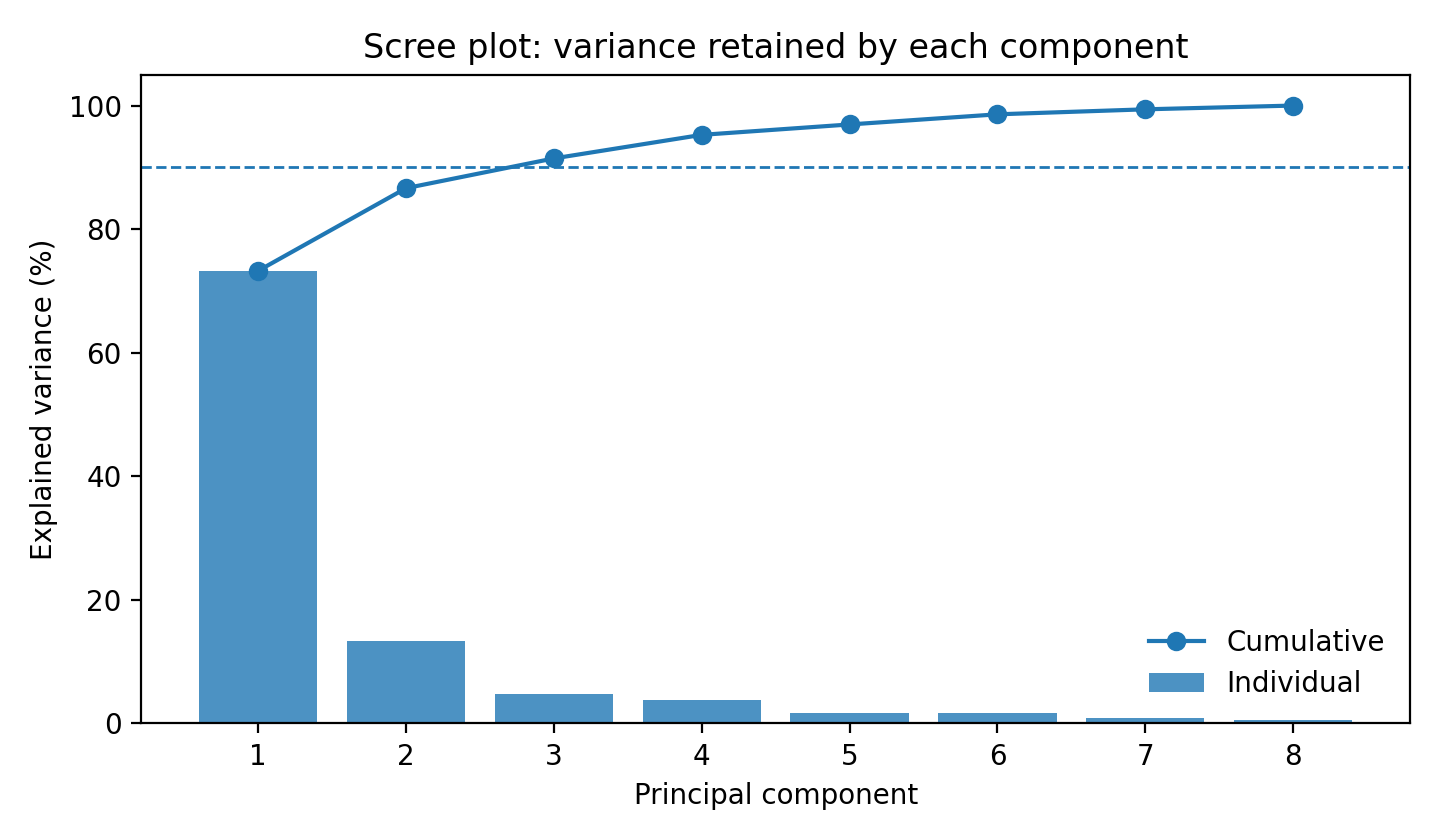 Scree plot: variance retained by each component
Explained variance (%)
100
80
60
40
20
0
Cumulative
Individual
1 2 3 4 5 6 7 8
Principal component